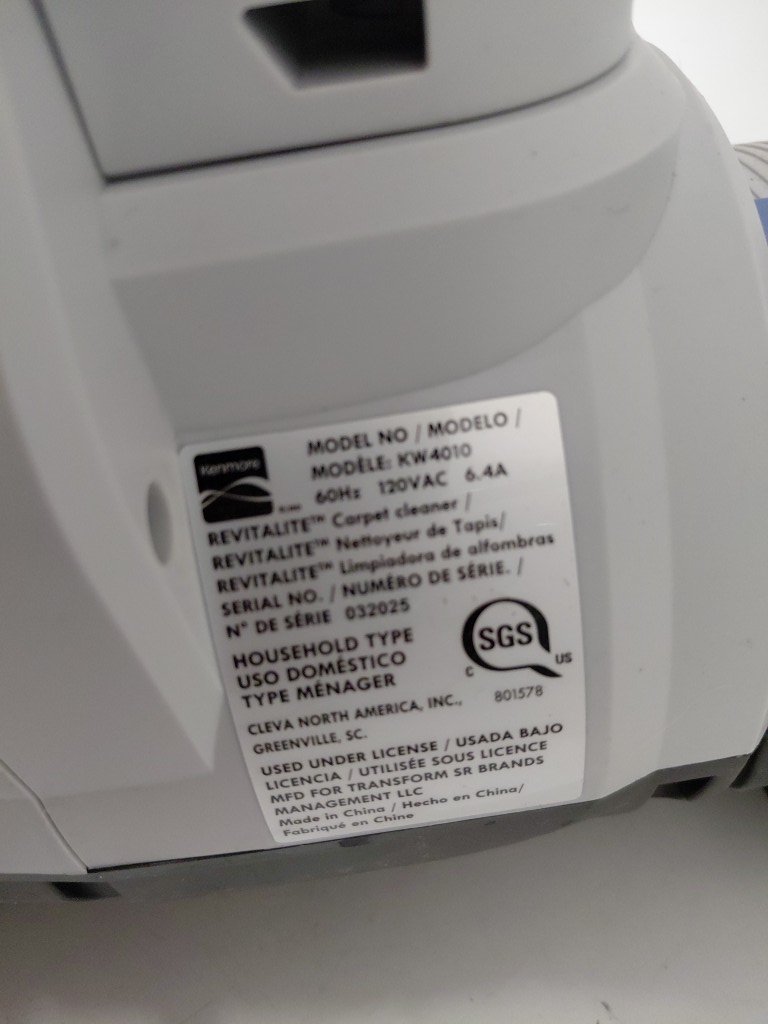 Kenmore
MODEL NO / MODELO /
MODÈLE: KW4010
60Hz 120VAC 6.4A
REVITALITE™ Carpet cleaner /
REVITALITE™ Nettoyeur de Tapis/
REVITALITE™ Limpiadora de alfombras
SERIAL NO. / NUMÉRO DE SÉRIE. /
N° DE SÉRIE 032025
HOUSEHOLD TYPE
USO DOMÉSTICO
TYPE MÉNAGER
SGS
C US
801578
CLEVA NORTH AMERICA, INC.,
GREENVILLE, SC.
USED UNDER LICENSE / USADA BAJO
LICENCIA / UTILISÉE SOUS LICENCE
MFD FOR TRANSFORM SR BRANDS
MANAGEMENT LLC
Made in China / Hecho en China/
Fabriqué en Chine